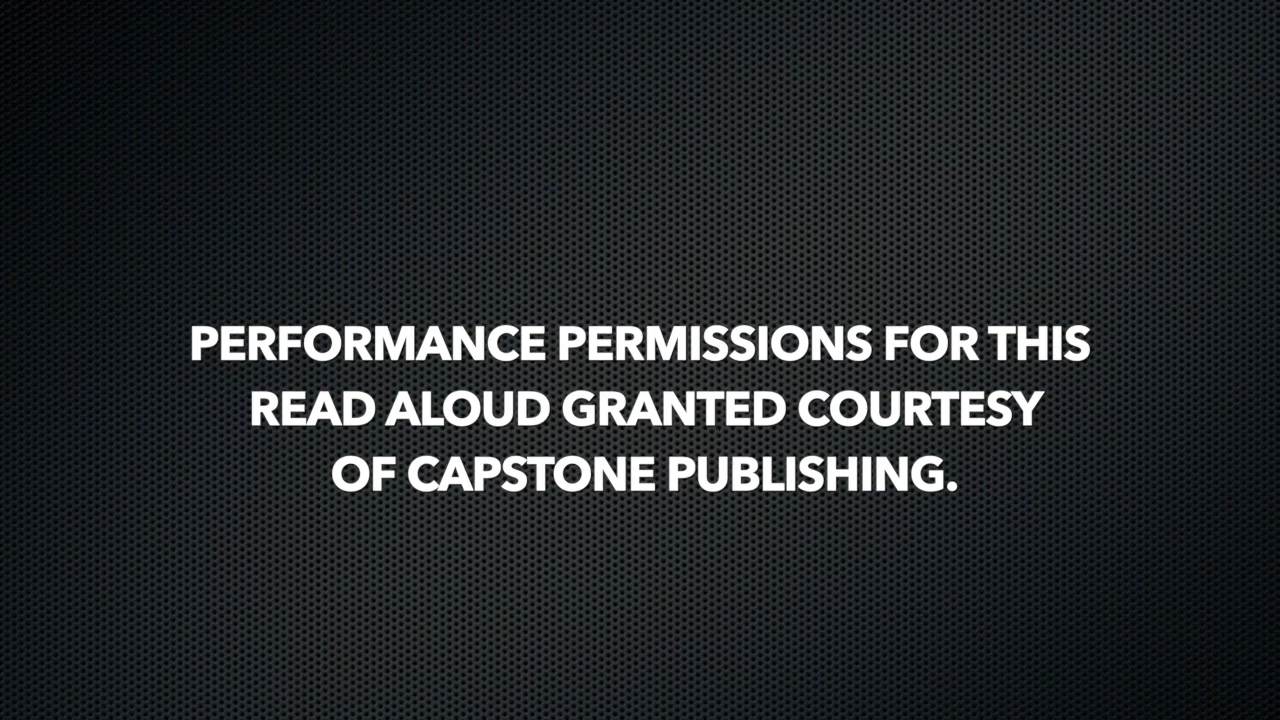 PERFORMANCE PERMISSIONS FOR THIS
READ ALOUD GRANTED COURTESY
OF CAPSTONE PUBLISHING.